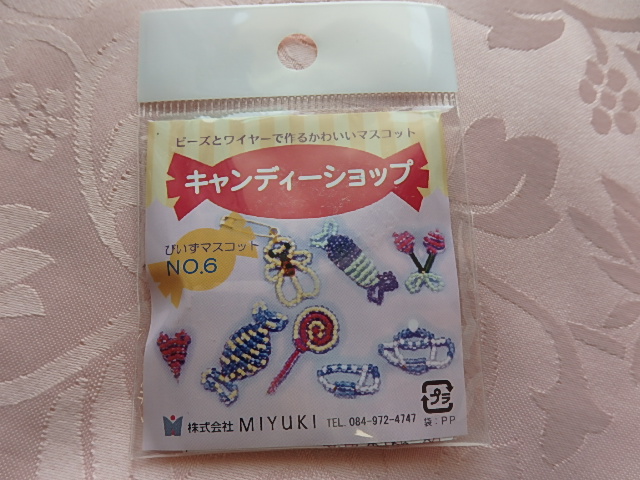 ビーズとワイヤーで作るかわいいマスコット
キャンディーショップ
びいずマスコット
NO.6
株式会社 MIYUKI TEL. 084-972-4747
プラ
袋:PP